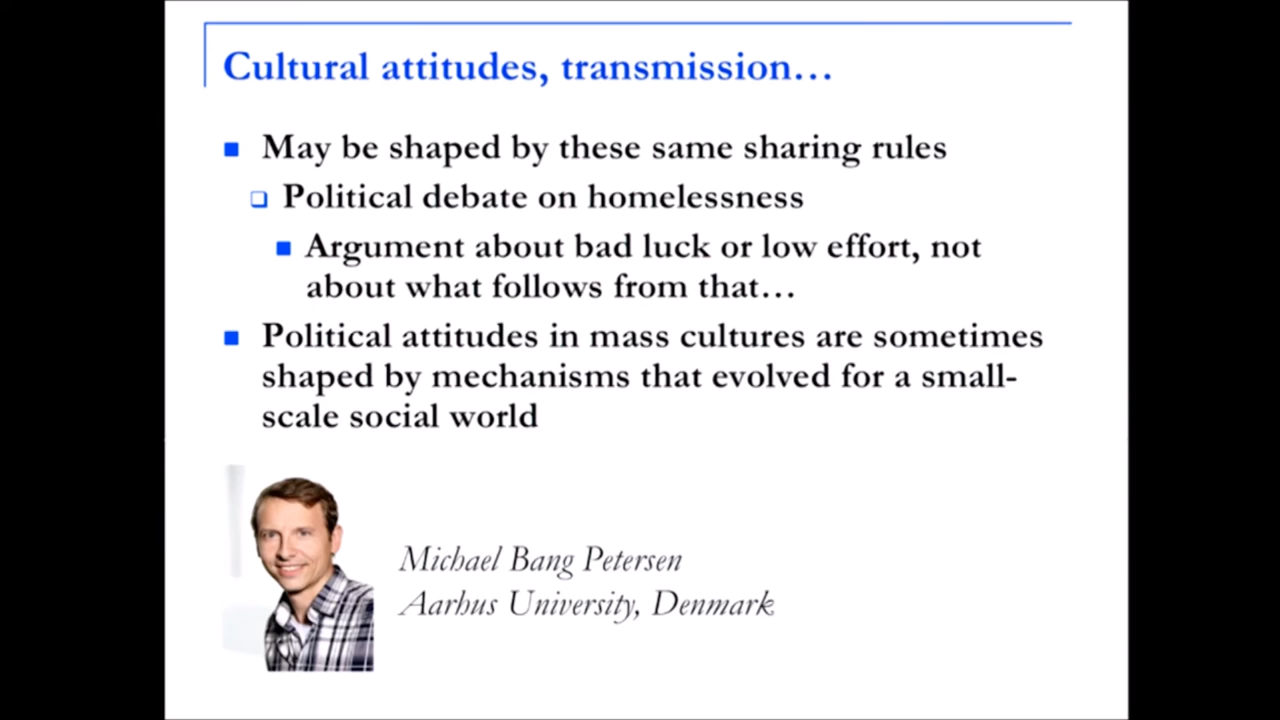 Cultural attitudes, transmission…
May be shaped by these same sharing rules
Political debate on homelessness
Argument about bad luck or low effort, not
about what follows from that…
Political attitudes in mass cultures are sometimes
shaped by mechanisms that evolved for a small-
scale social world
Michael Bang Petersen
Aarhus University, Denmark